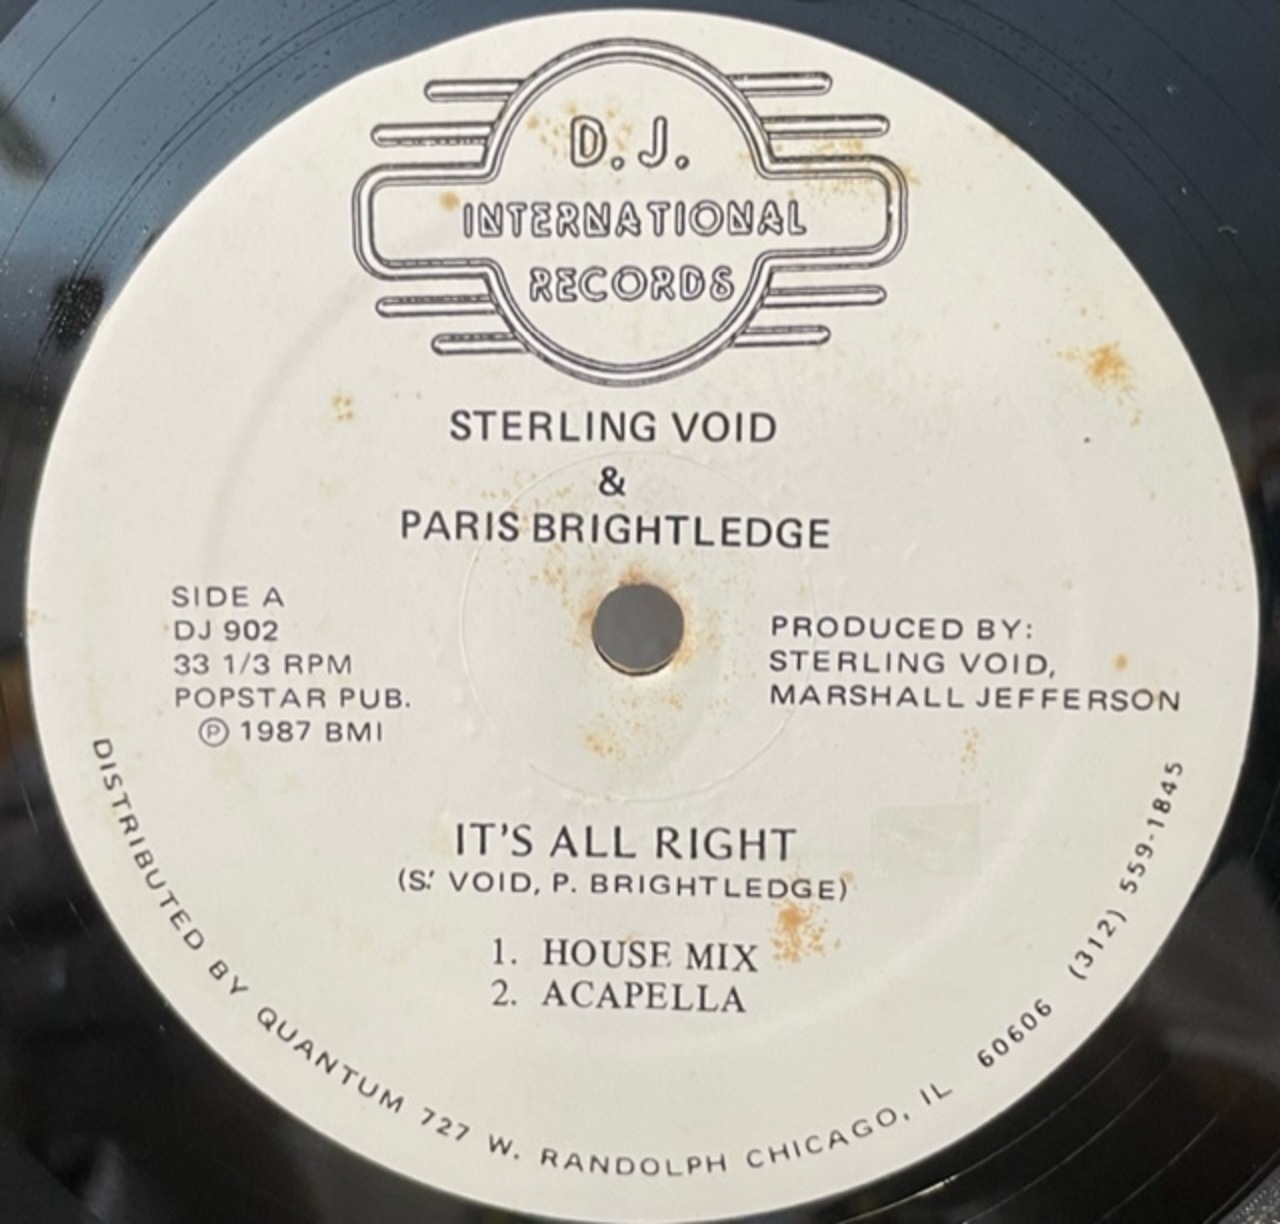 D.J.
INTERNATIONAL
RECORDS
STERLING VOID
&
PARIS BRIGHTLEDGE
SIDE A
DJ 902
33 1/3 RPM
POPSTAR PUB.
Ⓟ 1987 BMI
PRODUCED BY:
STERLING VOID,
MARSHALL JEFFERSON
IT'S ALL RIGHT
(S. VOID, P. BRIGHTLEDGE)
1. HOUSE MIX
2. ACAPELLA
DISTRIBUTED BY QUANTUM 727 W. RANDOLPH CHICAGO, IL 60606 (312) 559-1845